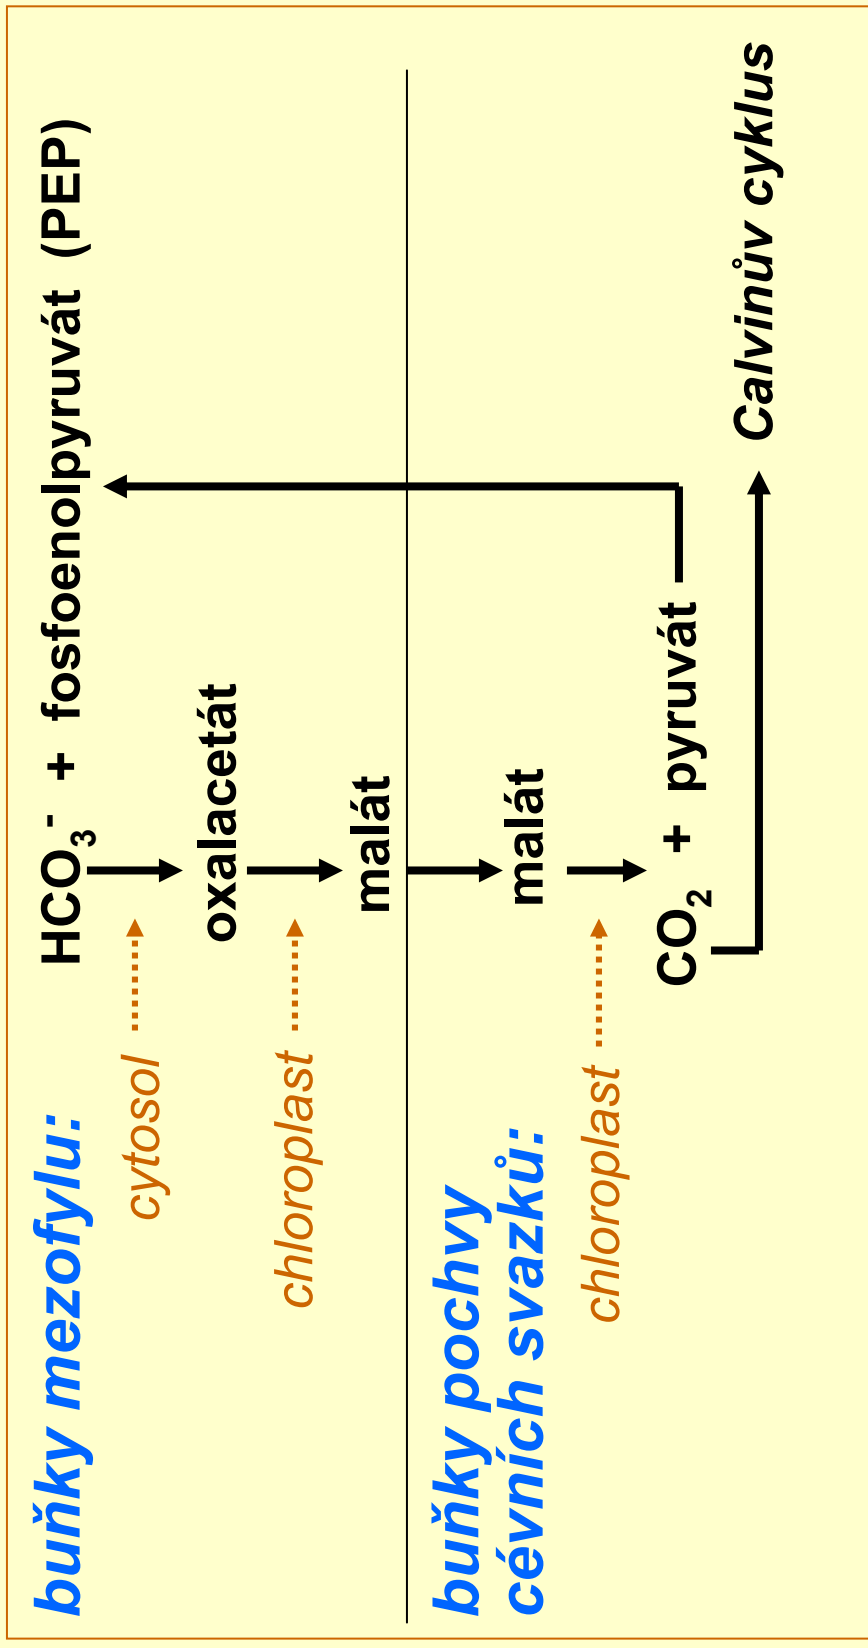 buňky mezofylu:
HCO₃⁻ + fosfoenolpyruvát (PEP)
cytosol
oxalacetát
chloroplast
malát
buňky pochvy
cévních svazků:
malát
chloroplast
CO₂ + pyruvát
Calvinův cyklus